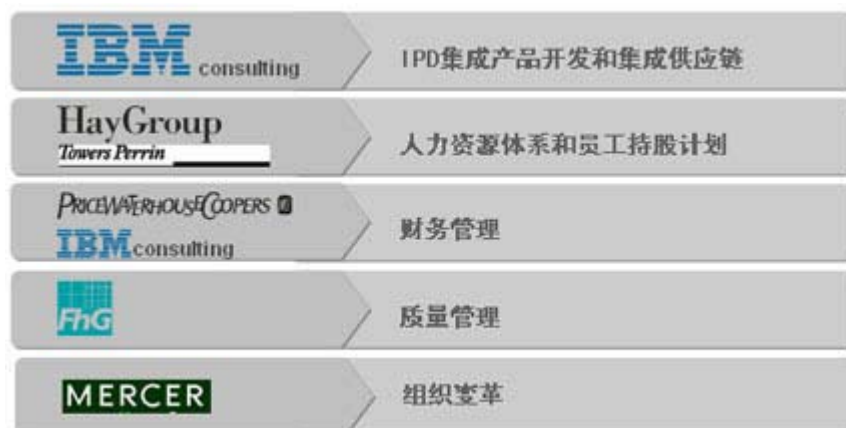 IBM consulting
IPD集成产品开发和集成供应链
HayGroup
Towers Perrin
人力资源体系和员工持股计划
PRICEWATERHOUSECOOPERS
IBM consulting
财务管理
FhG
质量管理
MERCER
组织变革